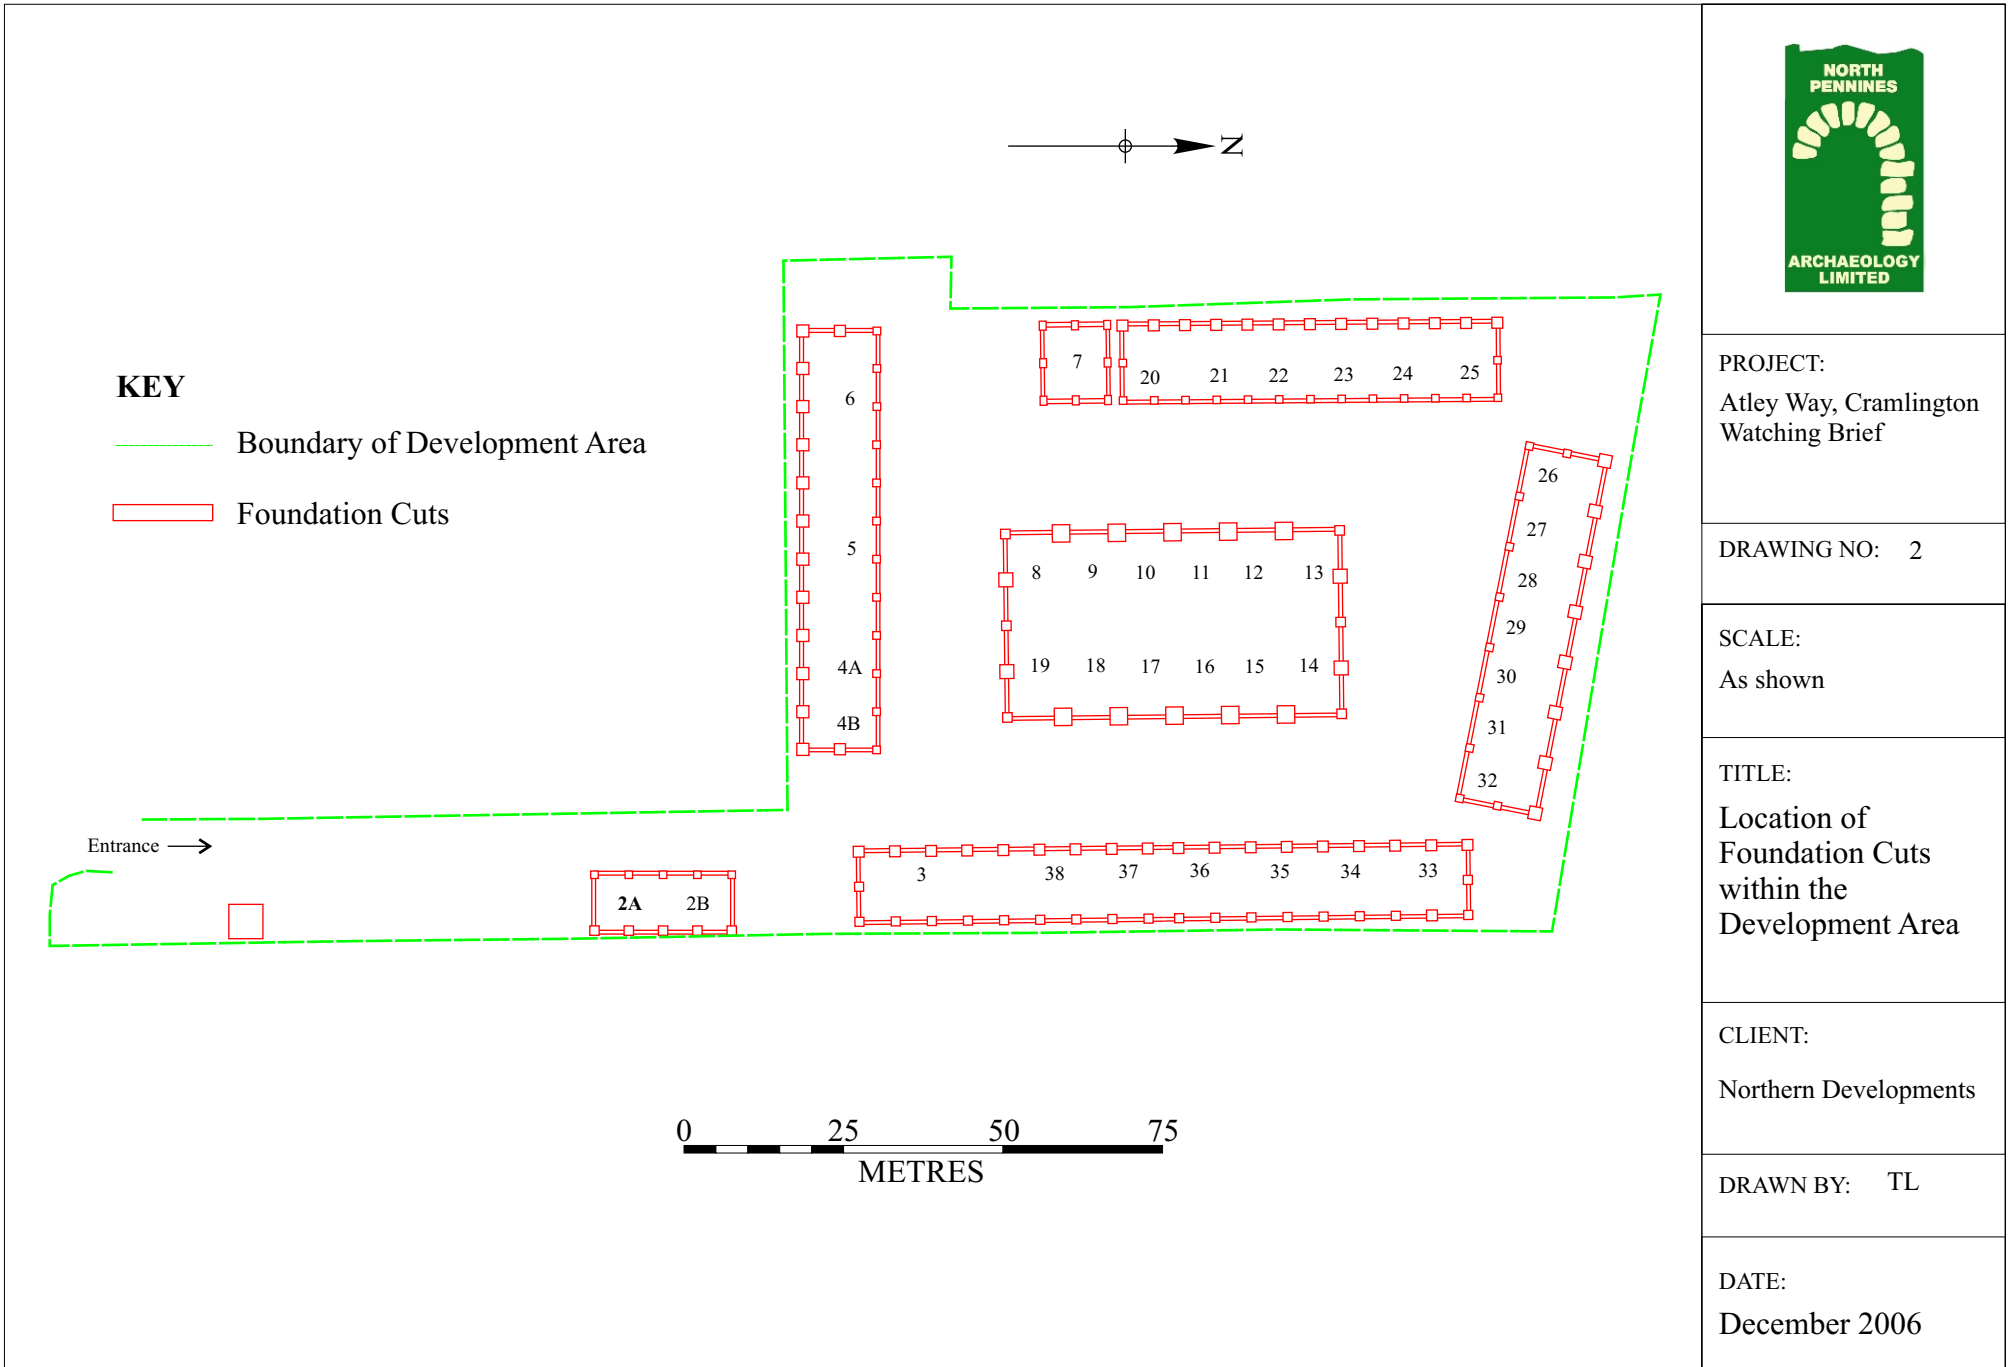 N
KEY
Boundary of Development Area
Foundation Cuts
6
5
4A
4B
7
20 21 22 23 24 25
26
27
28
29
30
31
32
8 9 10 11 12 13
19 18 17 16 15 14
Entrance
2A 2B
3 38 37 36 35 34 33
0 25 50 75
METRES
NORTH
PENNINES
ARCHAEOLOGY
LIMITED
PROJECT:
Atley Way, Cramlington
Watching Brief
DRAWING NO: 2
SCALE:
As shown
TITLE:
Location of
Foundation Cuts
within the
Development Area
CLIENT:
Northern Developments
DRAWN BY: TL
DATE:
December 2006